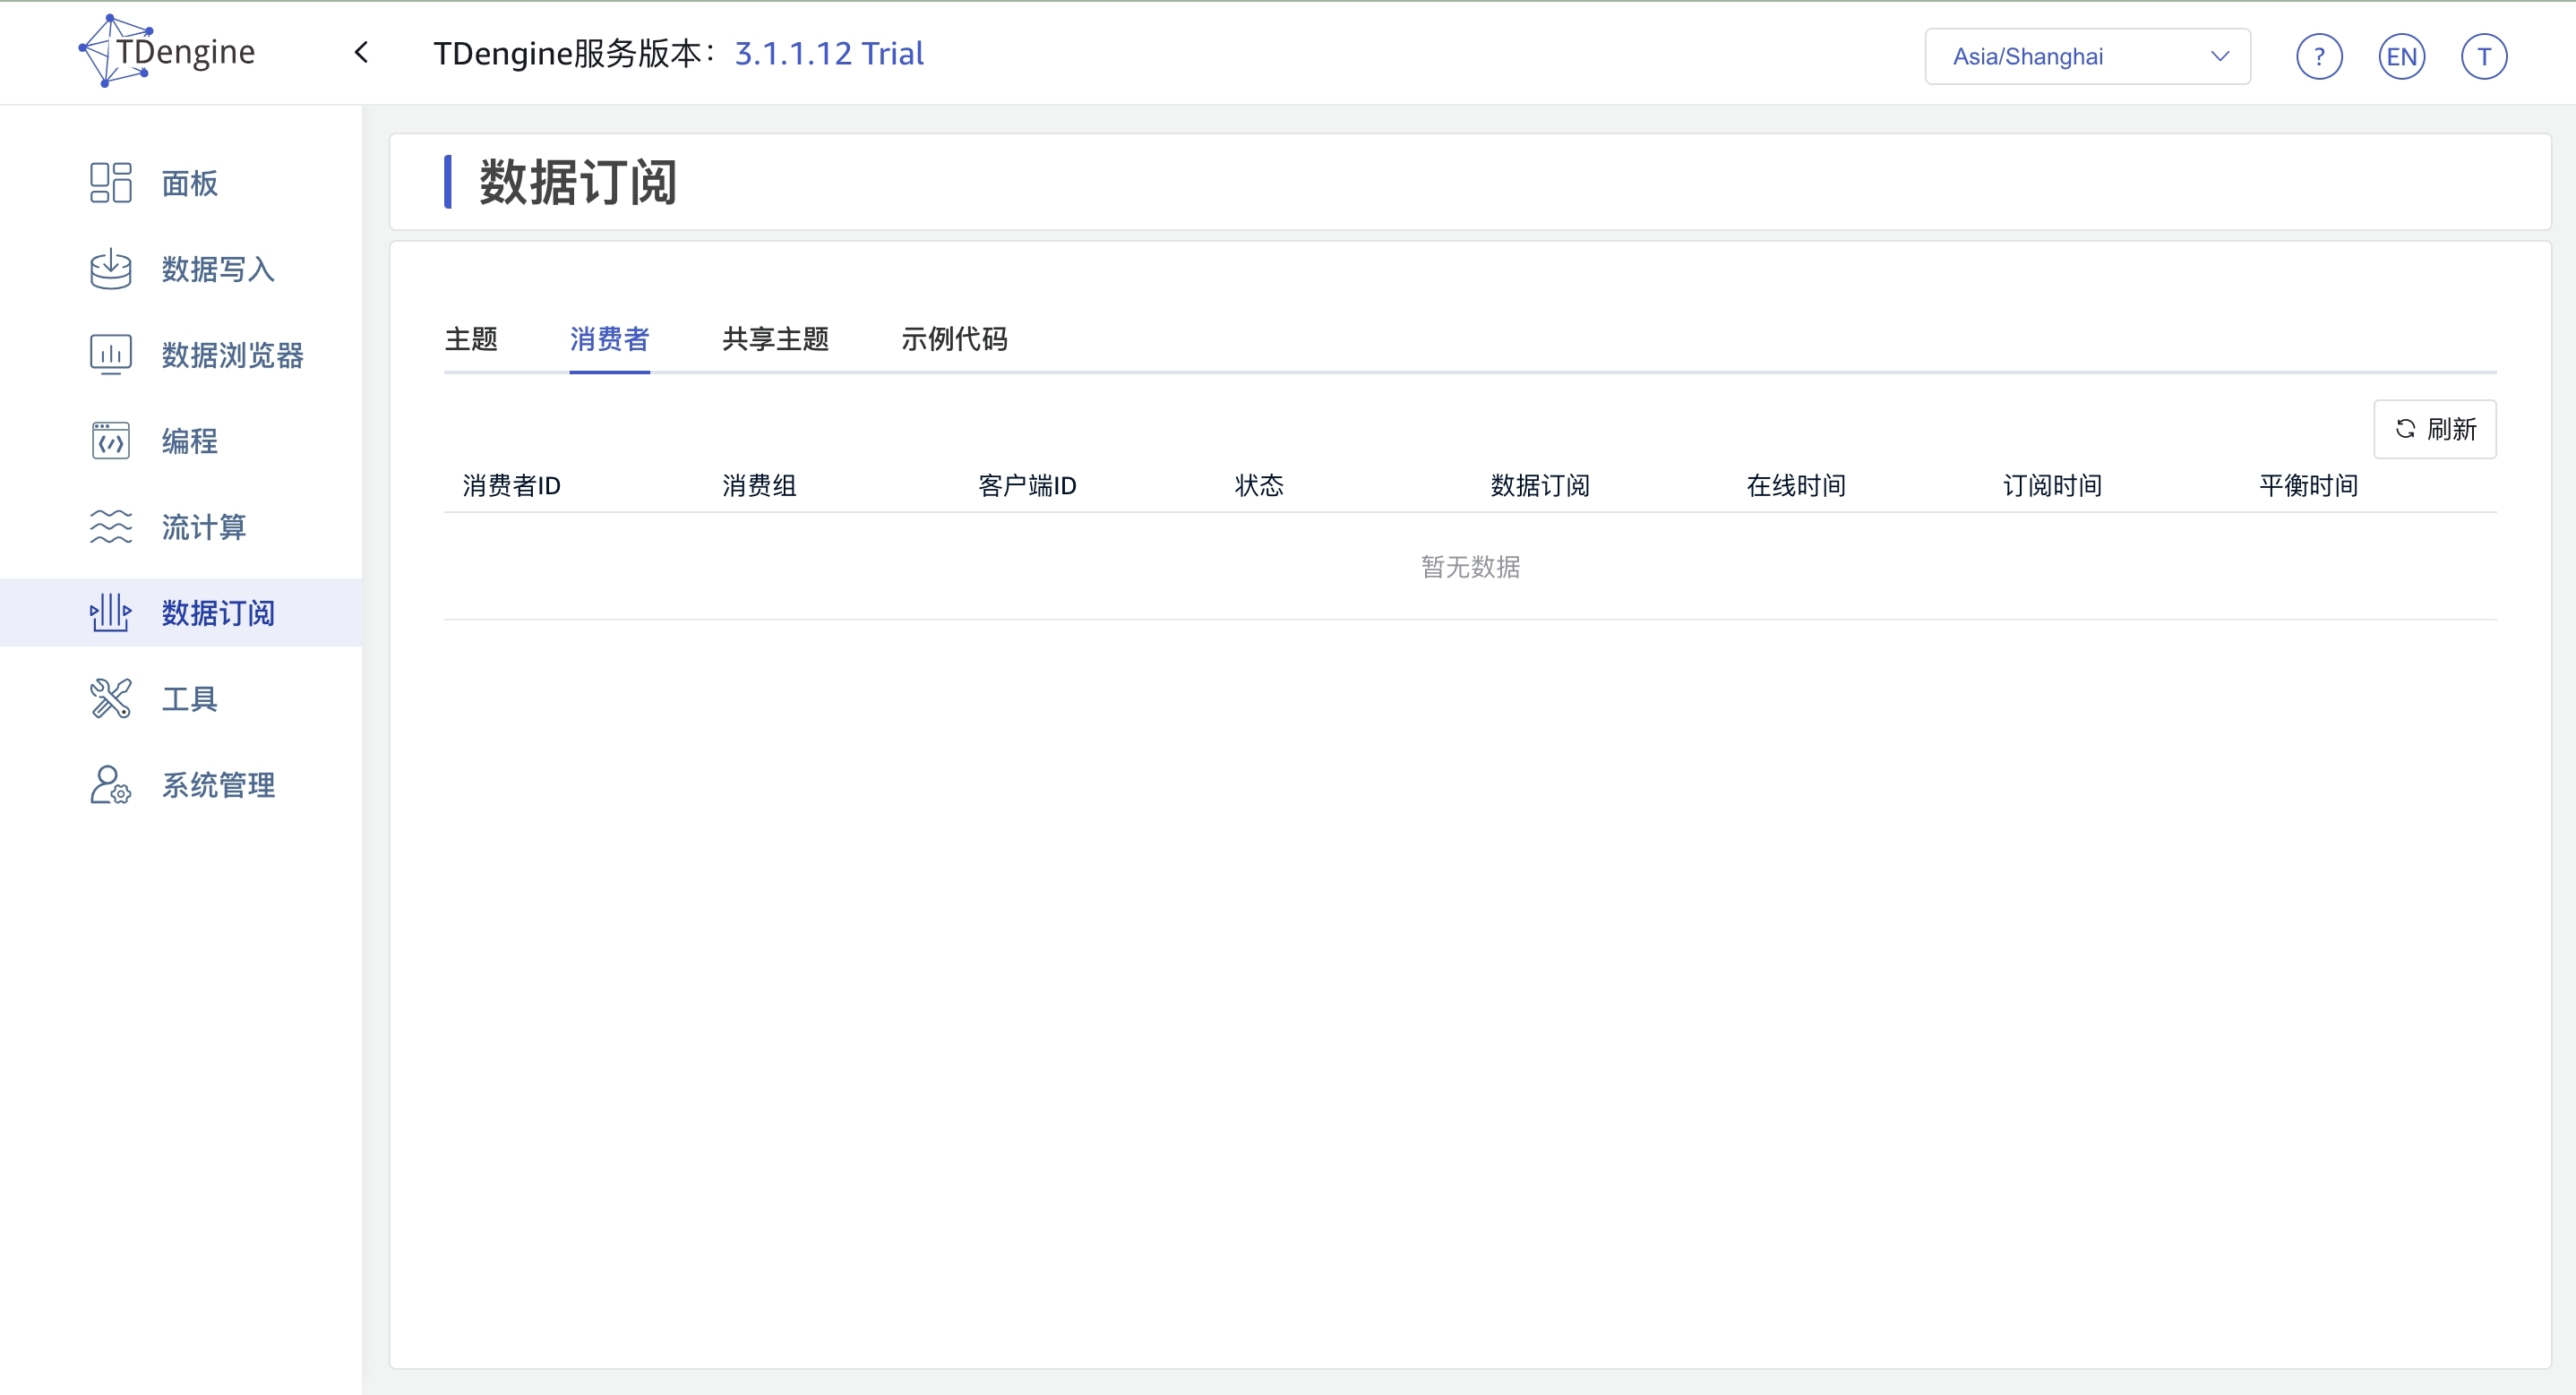 TDengine
TDengine服务版本：3.1.1.12 Trial
Asia/Shanghai
?
EN
T
面板
数据写入
数据浏览器
编程
流计算
数据订阅
工具
系统管理
数据订阅
主题 消费者 共享主题 示例代码
刷新
消费者ID 消费组 客户端ID 状态 数据订阅 在线时间 订阅时间 平衡时间
暂无数据